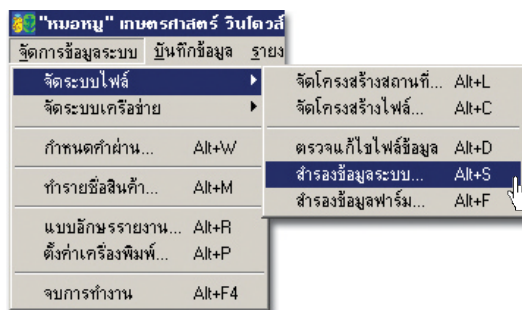 "หมอหมู" เกษตรศาสตร์ วินโดวส์
จัดการข้อมูลระบบ บันทึกข้อมูล
จัดระบบไฟล์
จัดระบบเครือข่าย
กำหนดคำผ่าน... Alt+W
ทำรายชื่อสินค้า... Alt+M
แบบอักษรรายงาน... Alt+R
ตั้งค่าเครื่องพิมพ์... Alt+P
จบการทำงาน Alt+F4
จัดโครงสร้างสถานที่... Alt+L
จัดโครงสร้างไฟล์... Alt+C
ตรวจแก้ไขไฟล์ข้อมูล Alt+D
สำรองข้อมูลระบบ... Alt+S
สำรองข้อมูลฟาร์ม... Alt+F